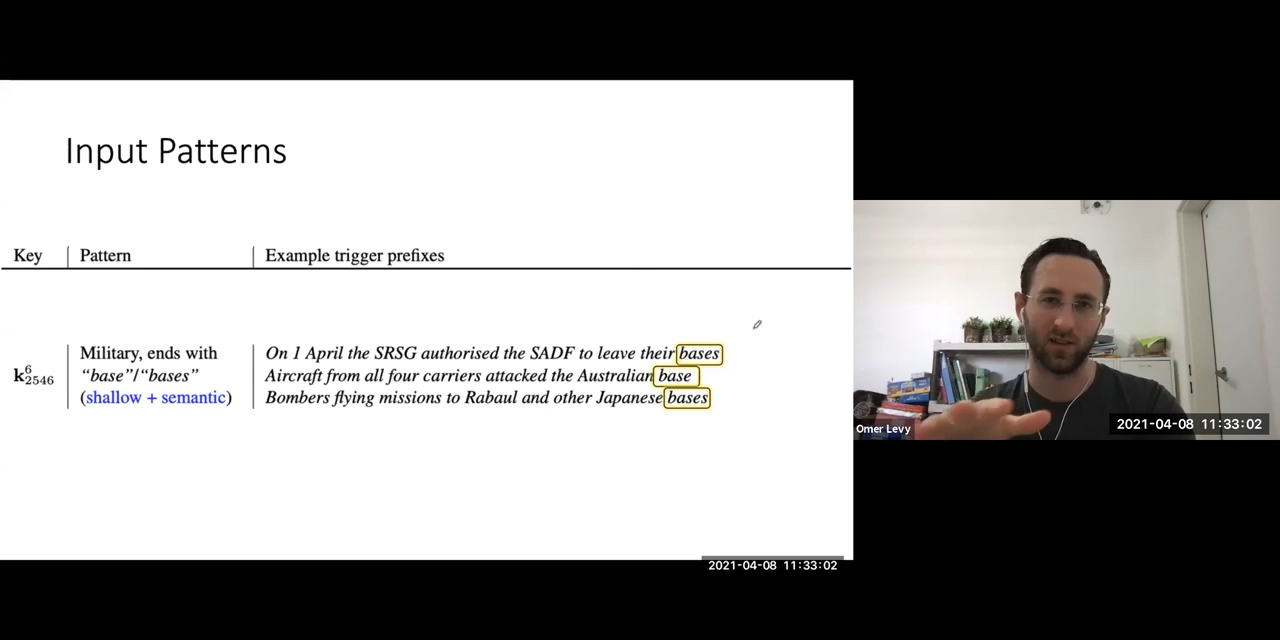 Input Patterns
Key Pattern Example trigger prefixes
k⁶₂₅₄₆
Military, ends with
“base”/“bases”
(shallow + semantic)
On 1 April the SRSG authorised the SADF to leave their bases
Aircraft from all four carriers attacked the Australian base
Bombers flying missions to Rabaul and other Japanese bases
Omer Levy
2021-04-08 11:33:02
2021-04-08 11:33:02